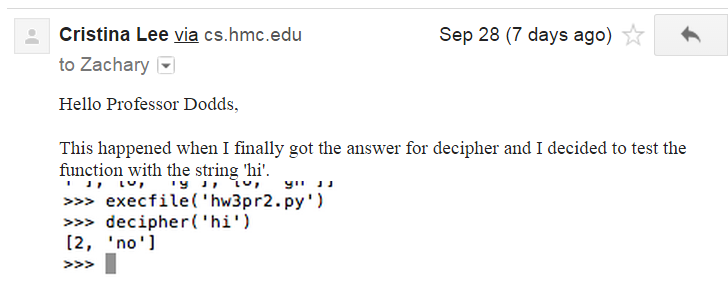 Cristina Lee via cs.hmc.edu Sep 28 (7 days ago)
to Zachary
Hello Professor Dodds,
This happened when I finally got the answer for decipher and I decided to test the
function with the string 'hi'.
>>> execfile('hw3pr2.py')
>>> decipher('hi')
[2, 'no']
>>>